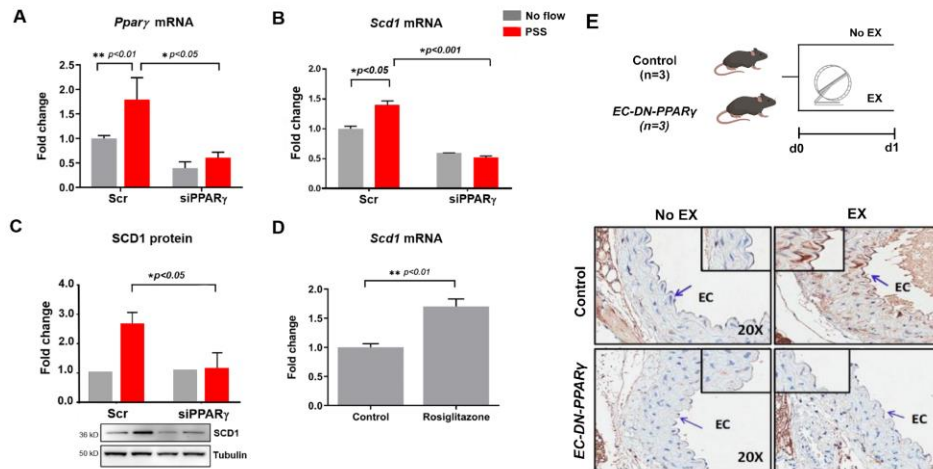 A
Pparγ mRNA
** p<0.01
*p<0.05
Fold change
2.5
2.0
1.5
1.0
0.5
0.0
Scr
siPPARγ
B
Scd1 mRNA
No flow
PSS
*p<0.001
*p<0.05
Fold change
2.0
1.5
1.0
0.5
0.0
Scr
siPPARγ
C
SCD1 protein
*p<0.05
Fold change
4.0
3.0
2.0
1.0
0.0
Scr
siPPARγ
36 kD
SCD1
50 kD
Tubulin
D
Scd1 mRNA
** p<0.01
Fold change
2.0
1.5
1.0
0.5
0.0
Control
Rosiglitazone
E
Control
(n=3)
EC-DN-PPARγ
(n=3)
No EX
EX
d0
d1
No EX
EX
Control
EC
20X
EC
EC-DN-PPARγ
EC
20X
EC